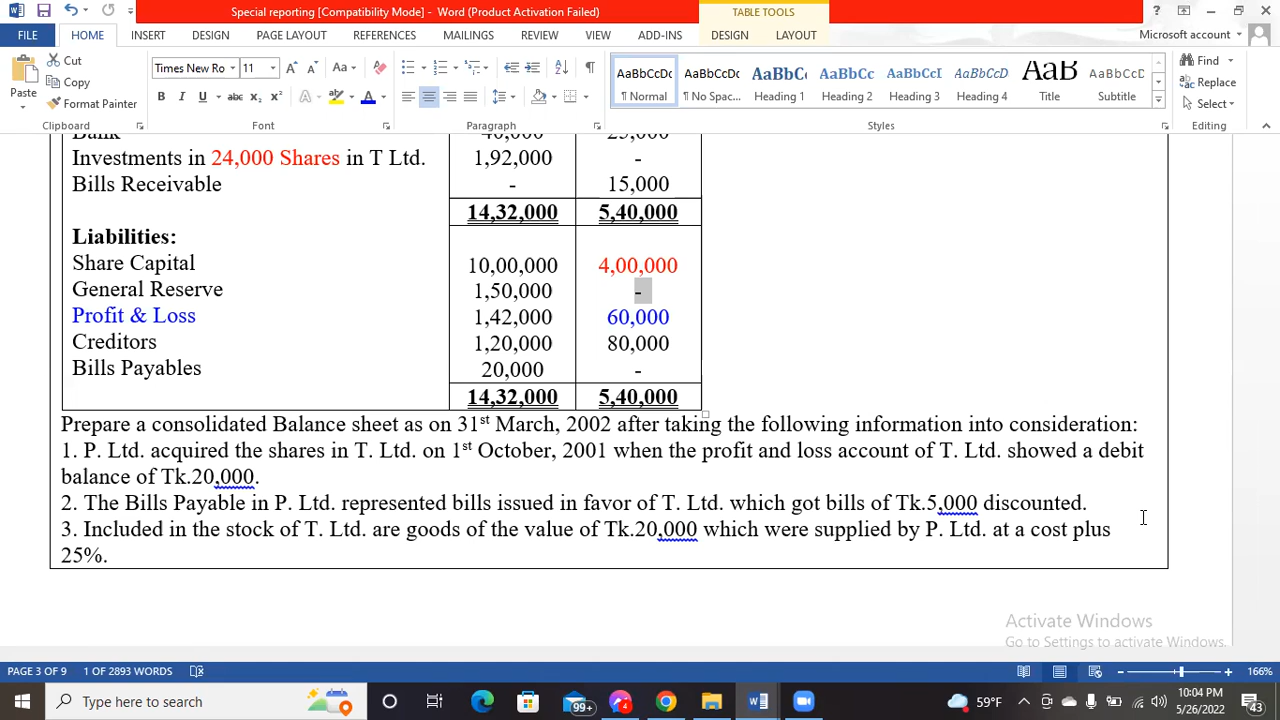 Special reporting [Compatibility Mode] - Word (Product Activation Failed)
TABLE TOOLS
FILE HOME INSERT DESIGN PAGE LAYOUT REFERENCES MAILINGS REVIEW VIEW ADD-INS DESIGN LAYOUT Microsoft account
Paste
Cut
Copy
Format Painter
Clipboard
Times New Ro 11
Font
Paragraph
AaBbCcDc AaBbCcDc AaBbC AaBbCc AaBbCcI AaBbCcDc AaB AaBbCcD
¶ Normal ¶ No Spac... Heading 1 Heading 2 Heading 3 Heading 4 Title Subtitle
Styles
Find
Replace
Select
Editing
Bank 40,000 25,000
Investments in 24,000 Shares in T Ltd. 1,92,000 -
Bills Receivable - 15,000
14,32,000 5,40,000
Liabilities:
Share Capital 10,00,000 4,00,000
General Reserve 1,50,000 -
Profit & Loss 1,42,000 60,000
Creditors 1,20,000 80,000
Bills Payables 20,000 -
14,32,000 5,40,000
Prepare a consolidated Balance sheet as on 31st March, 2002 after taking the following information into consideration:
1. P. Ltd. acquired the shares in T. Ltd. on 1st October, 2001 when the profit and loss account of T. Ltd. showed a debit
balance of Tk.20,000.
2. The Bills Payable in P. Ltd. represented bills issued in favor of T. Ltd. which got bills of Tk.5,000 discounted.
3. Included in the stock of T. Ltd. are goods of the value of Tk.20,000 which were supplied by P. Ltd. at a cost plus
25%.
Activate Windows
Go to Settings to activate Windows.
PAGE 3 OF 9 1 OF 2893 WORDS 166%
Type here to search
99+
59°F
10:04 PM
5/26/2022
43